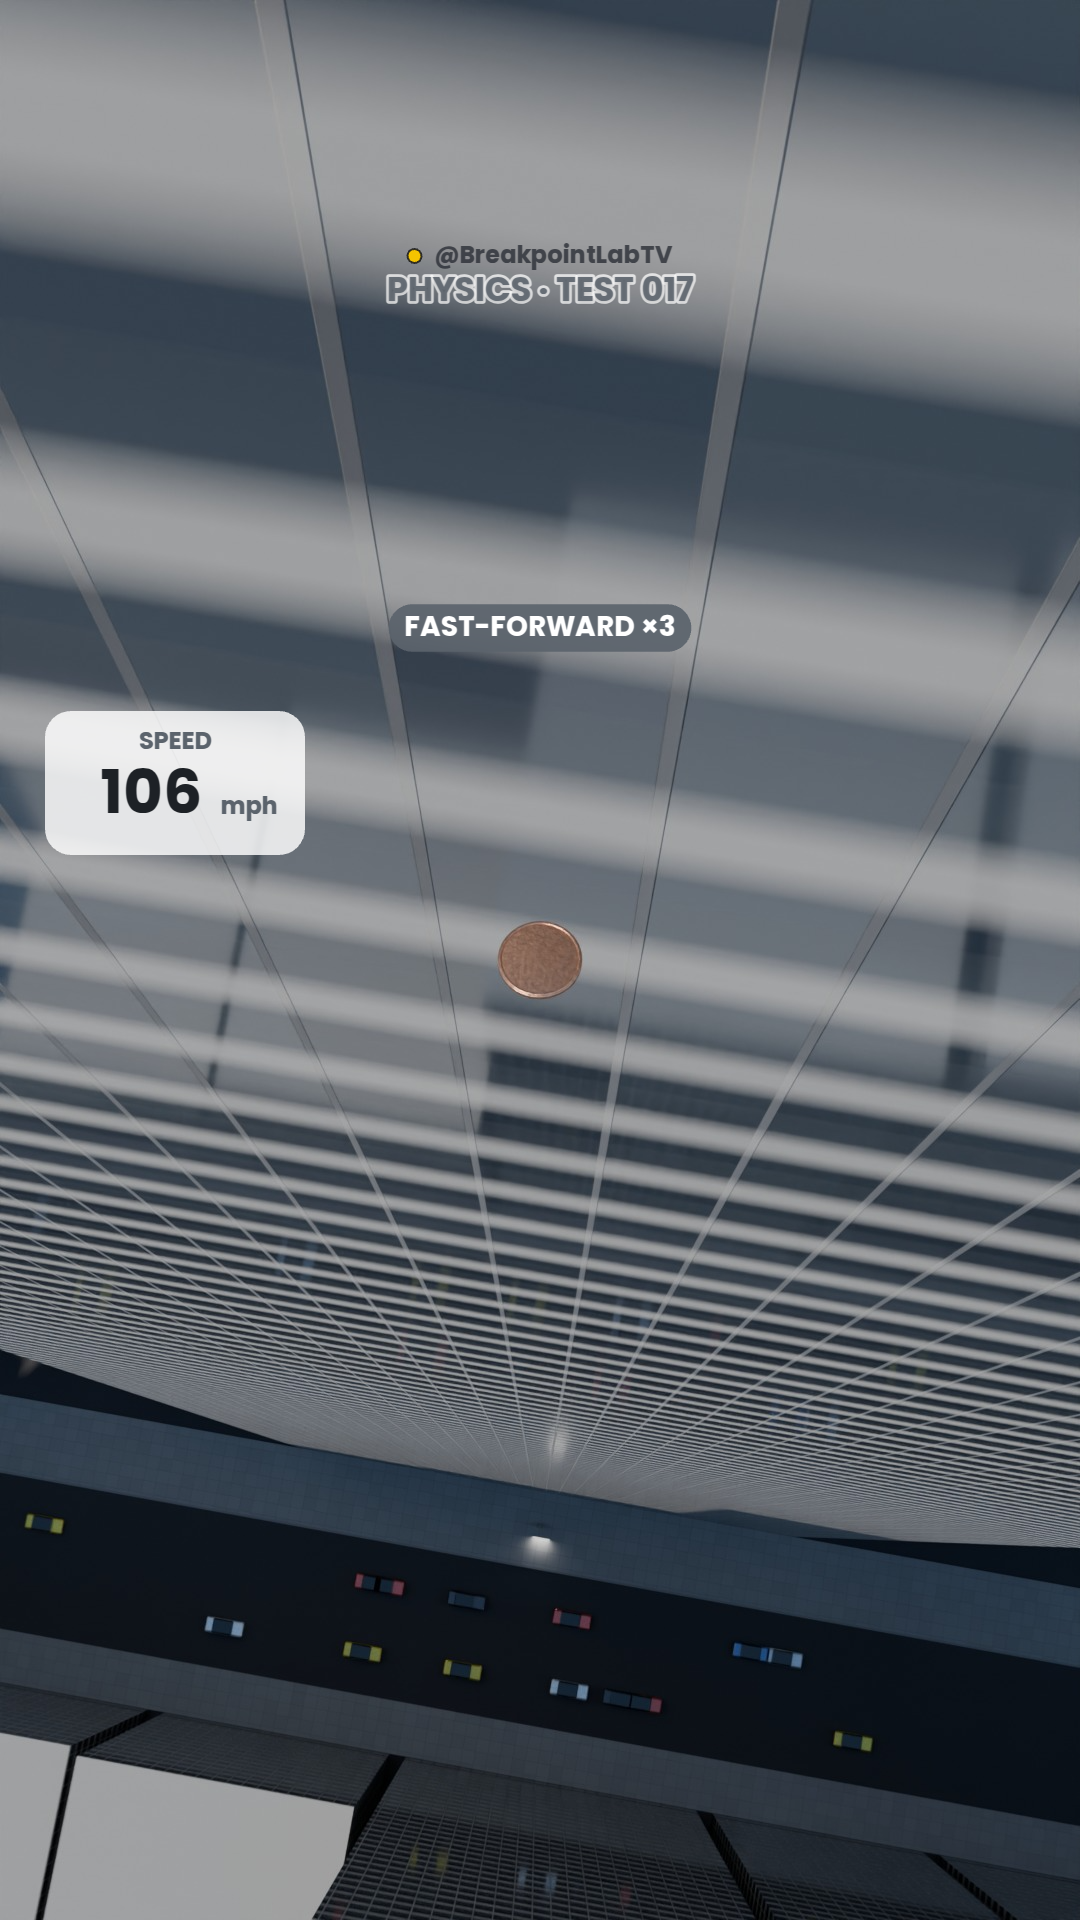 @BreakpointLabTV
PHYSICS • TEST 017
FAST-FORWARD ×3
SPEED
106 mph